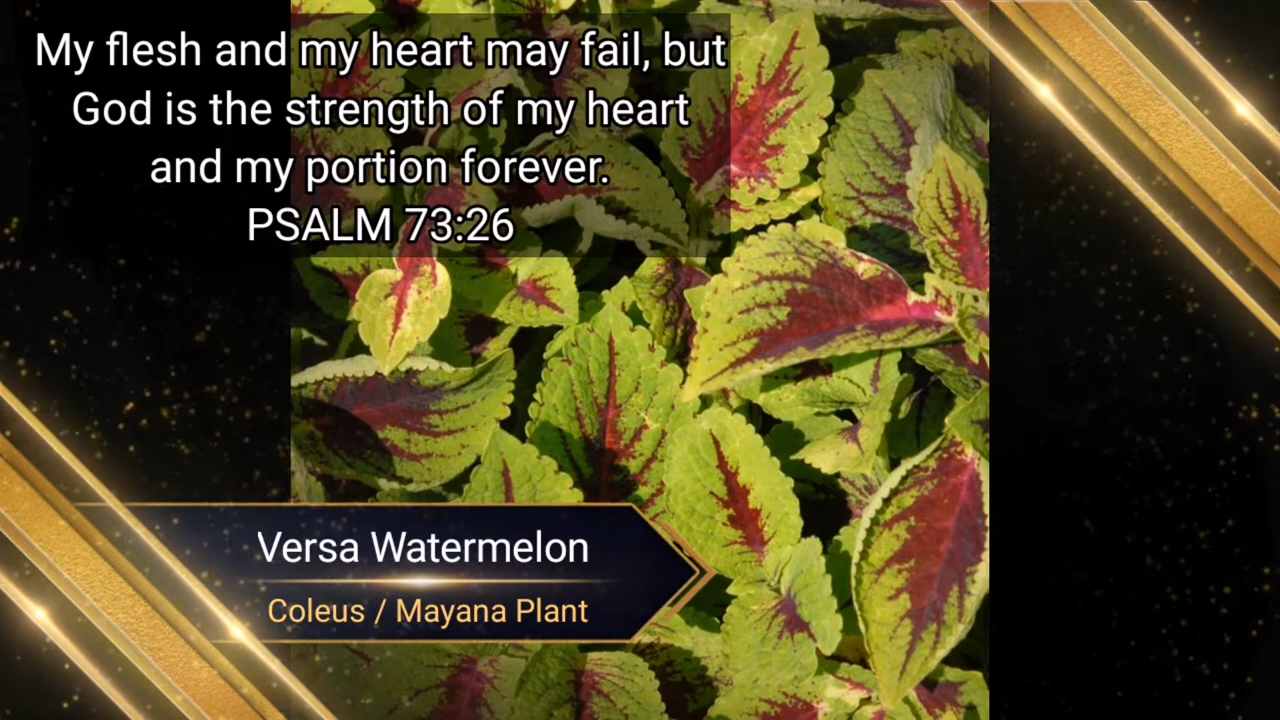 My flesh and my heart may fail, but
God is the strength of my heart
and my portion forever.
PSALM 73:26
Versa Watermelon
Coleus / Mayana Plant